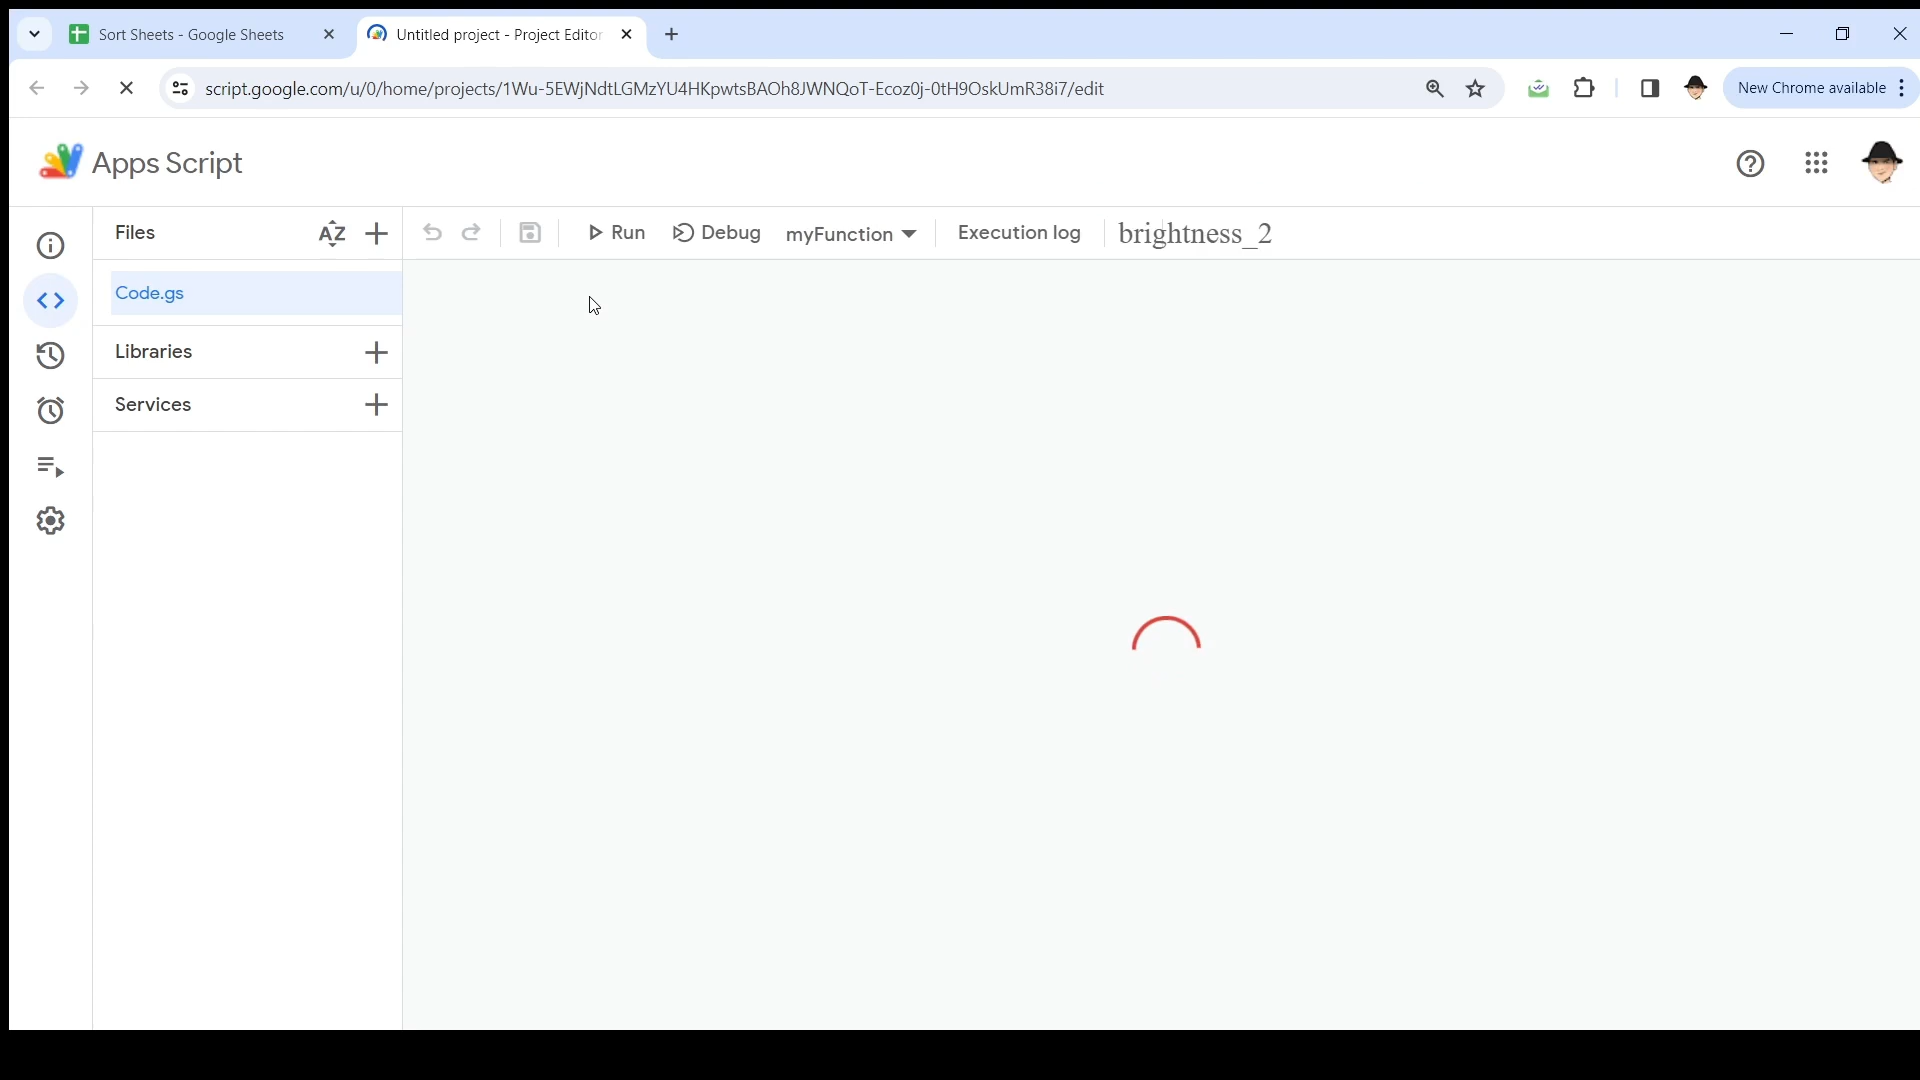 Sort Sheets - Google Sheets
Untitled project - Project Editor
script.google.com/u/0/home/projects/1Wu-5EWjNdtLGMzYU4HKpwtsBAOh8JWNQoT-Ecoz0j-0tH9OskUmR38i7/edit
New Chrome available
Apps Script
Files
AZ
Run
Debug
myFunction
Execution log
brightness_2
Code.gs
Libraries
Services